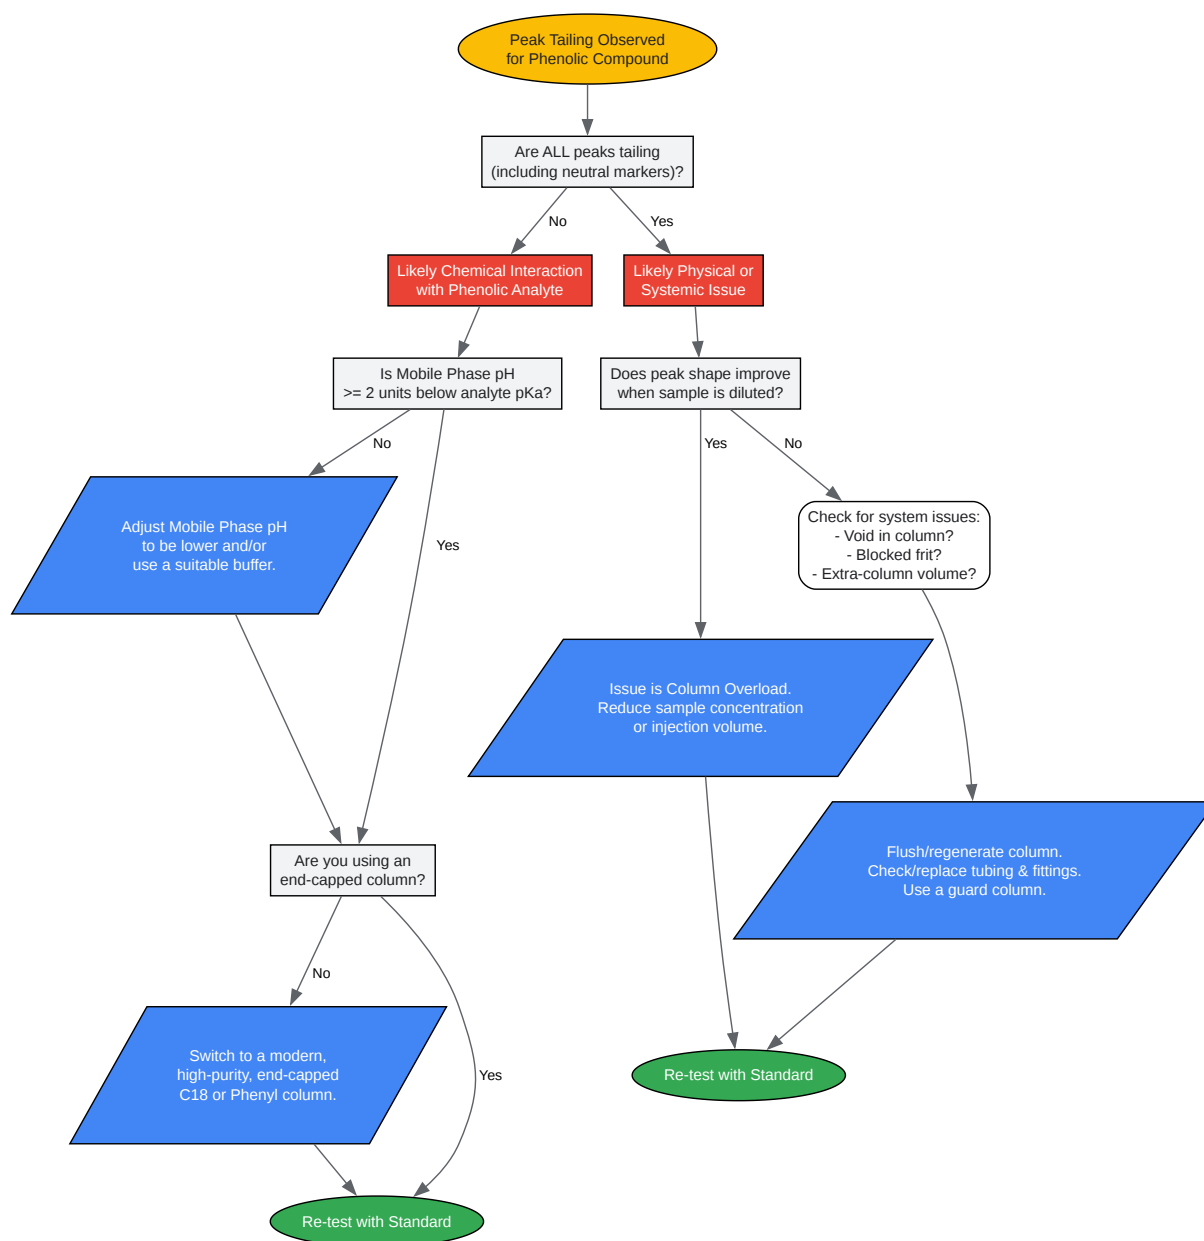 Peak Tailing Observed
for Phenolic Compound
Are ALL peaks tailing
(including neutral markers)?
No
Yes
Likely Chemical Interaction
with Phenolic Analyte
Likely Physical or
Systemic Issue
Is Mobile Phase pH
>= 2 units below analyte pKa?
Does peak shape improve
when sample is diluted?
No
Yes
Yes
No
Adjust Mobile Phase pH
to be lower and/or
use a suitable buffer.
Check for system issues:
- Void in column?
- Blocked frit?
- Extra-column volume?
Issue is Column Overload.
Reduce sample concentration
or injection volume.
Flush/regenerate column.
Check/replace tubing & fittings.
Use a guard column.
Are you using an
end-capped column?
No
Yes
Switch to a modern,
high-purity, end-capped
C18 or Phenyl column.
Re-test with Standard
Re-test with Standard